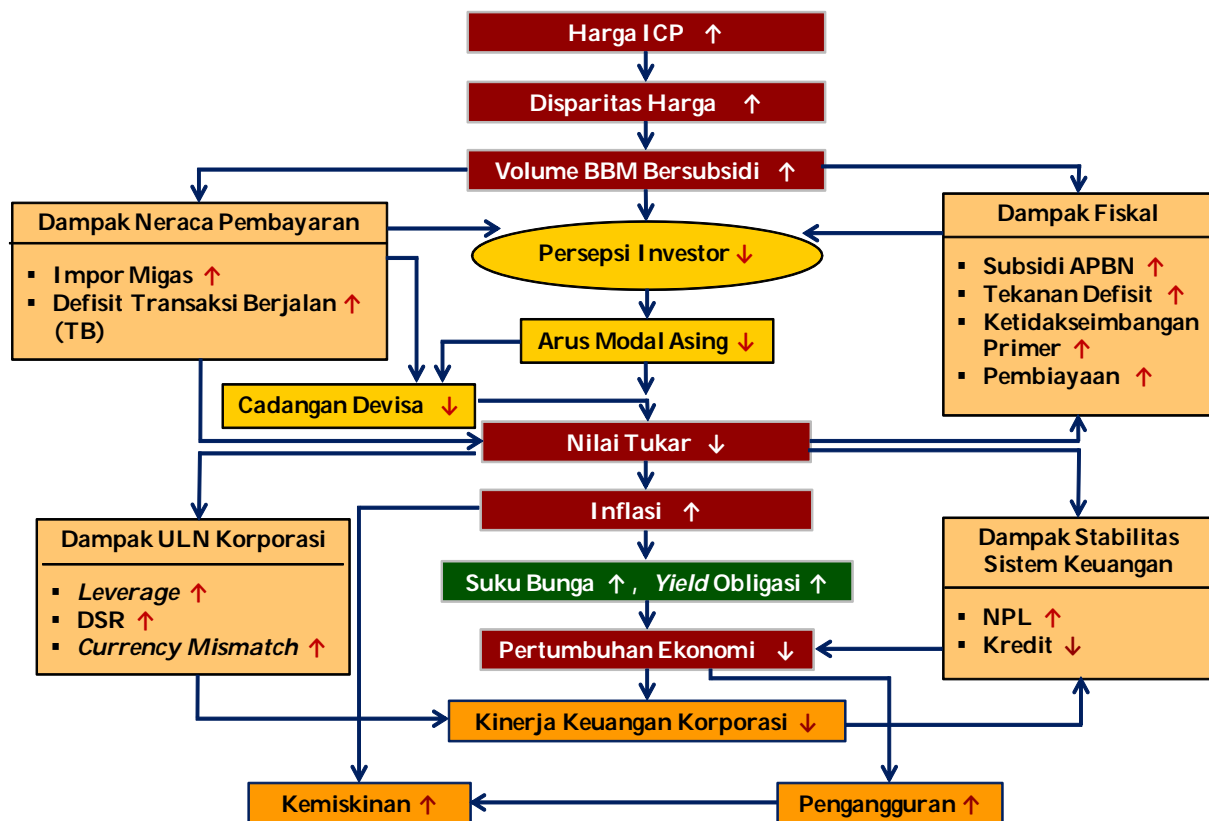 Harga ICP ↑
Disparitas Harga ↑
Volume BBM Bersubsidi ↑
Dampak Neraca Pembayaran
▪ Impor Migas ↑
▪ Defisit Transaksi Berjalan ↑
(TB)
Persepsi Investor ↓
Dampak Fiskal
▪ Subsidi APBN ↑
▪ Tekanan Defisit ↑
▪ Ketidakseimbangan
Primer ↑
▪ Pembiayaan ↑
Arus Modal Asing ↓
Cadangan Devisa ↓
Nilai Tukar ↓
Inflasi ↑
Dampak ULN Korporasi
▪ Leverage ↑
▪ DSR ↑
▪ Currency Mismatch ↑
Suku Bunga ↑ , Yield Obligasi ↑
Dampak Stabilitas
Sistem Keuangan
▪ NPL ↑
▪ Kredit ↓
Pertumbuhan Ekonomi ↓
Kinerja Keuangan Korporasi ↓
Kemiskinan ↑
Pengangguran ↑